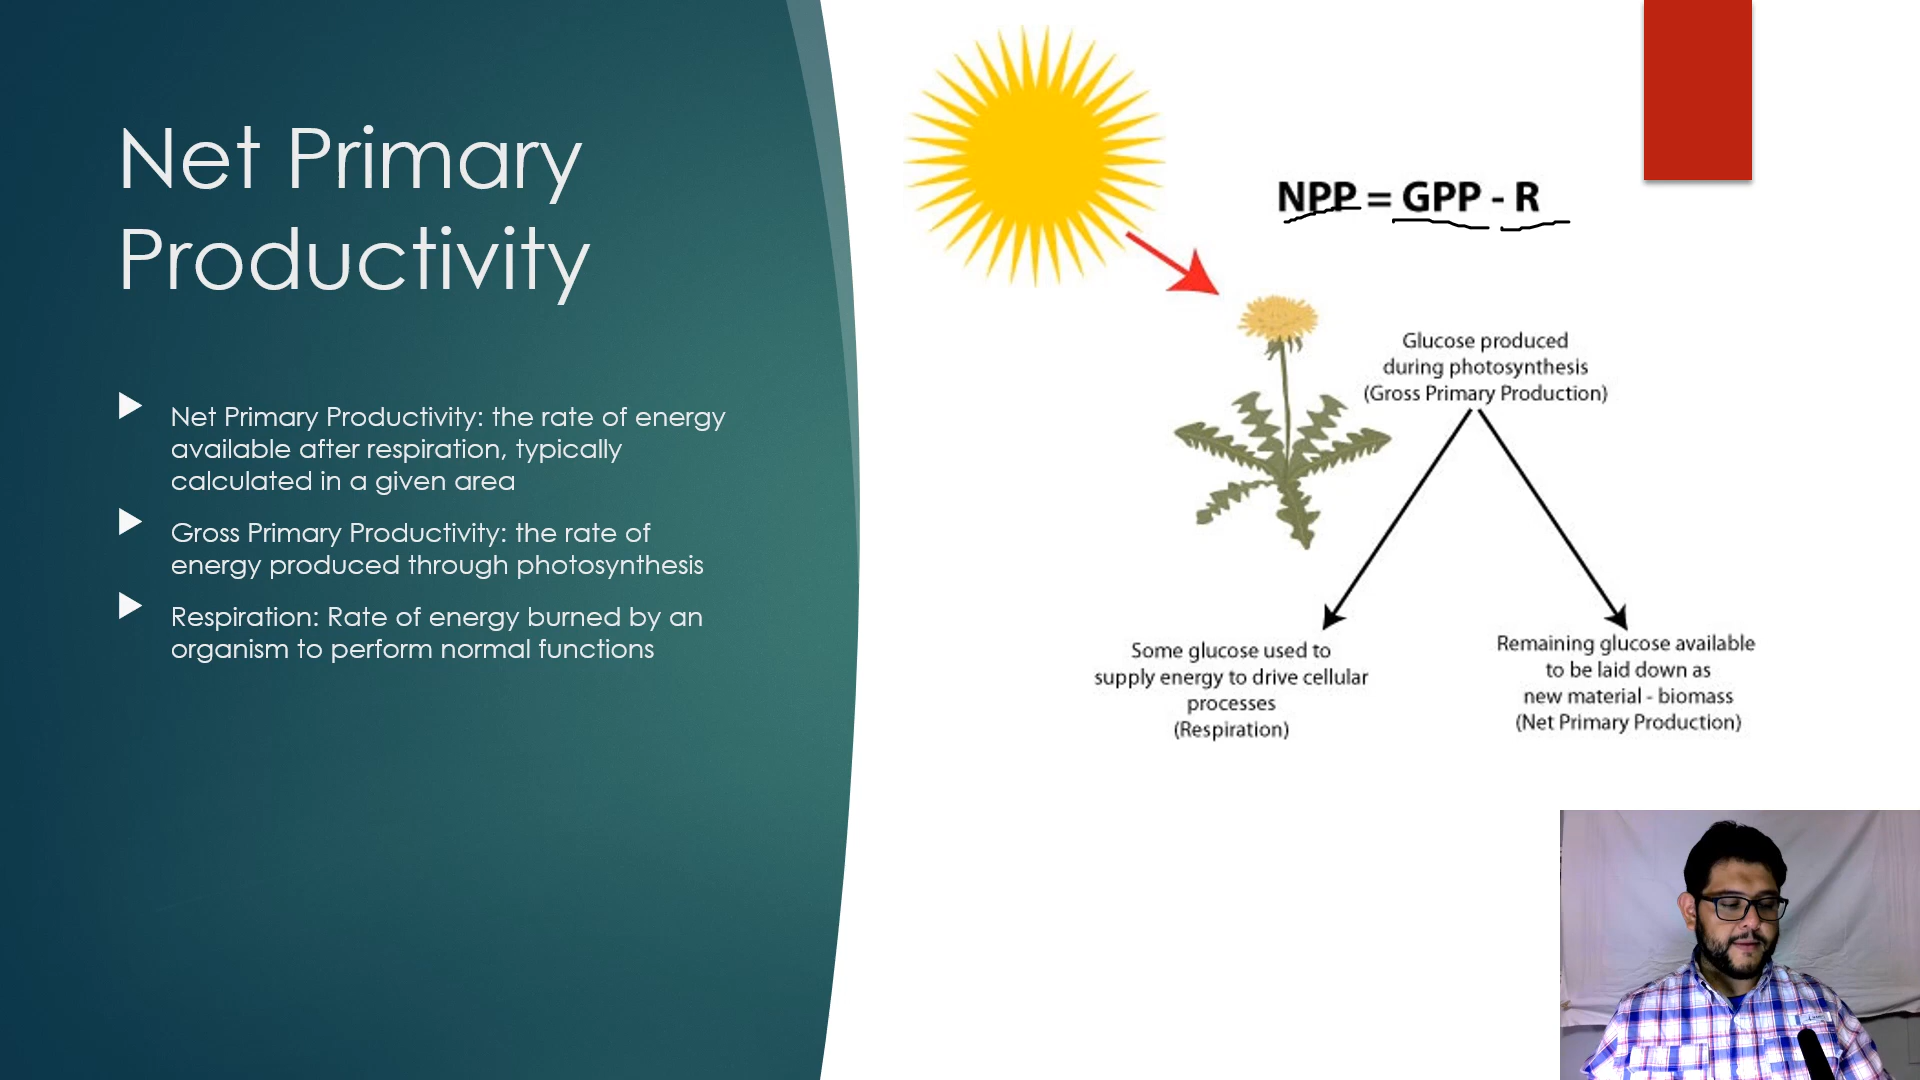 Net Primary
Productivity
Net Primary Productivity: the rate of energy
available after respiration, typically
calculated in a given area
Gross Primary Productivity: the rate of
energy produced through photosynthesis
Respiration: Rate of energy burned by an
organism to perform normal functions
NPP = GPP - R
Glucose produced
during photosynthesis
(Gross Primary Production)
Some glucose used to
supply energy to drive cellular
processes
(Respiration)
Remaining glucose available
to be laid down as
new material - biomass
(Net Primary Production)